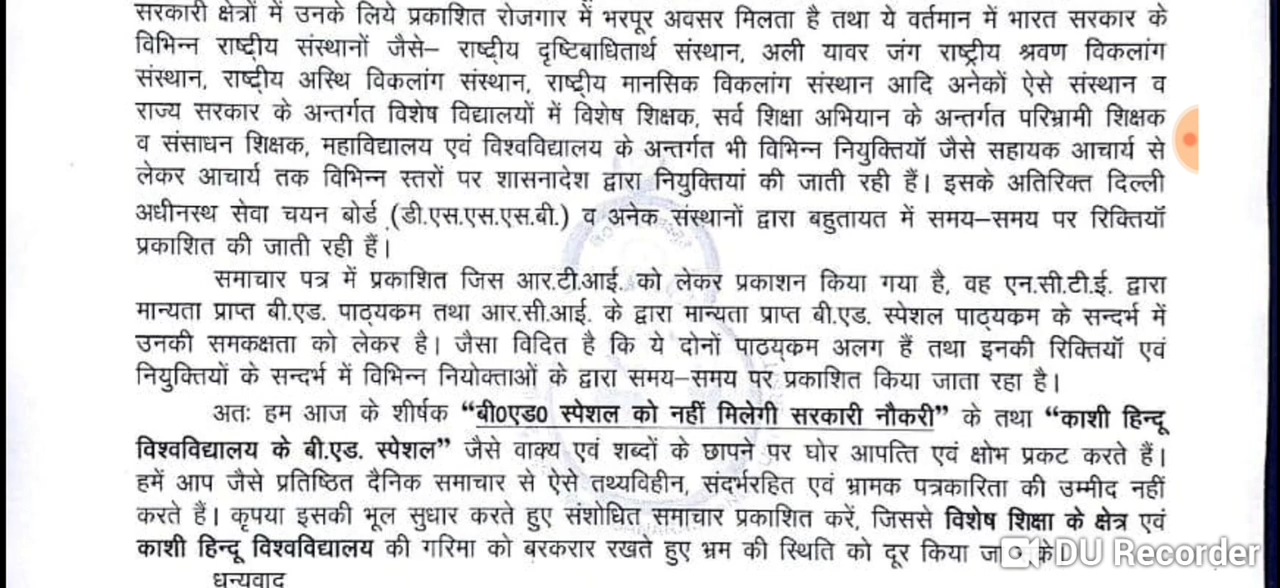 सरकारी क्षेत्रों में उनके लिये प्रकाशित रोजगार में भरपूर अवसर मिलता है तथा ये वर्तमान में भारत सरकार के
विभिन्न राष्ट्रीय संस्थानों जैसे– राष्ट्रीय दृष्टिबाधितार्थ संस्थान, अली यावर जंग राष्ट्रीय श्रवण विकलांग
संस्थान, राष्ट्रीय अस्थि विकलांग संस्थान, राष्ट्रीय मानसिक विकलांग संस्थान आदि अनेकों ऐसे संस्थान व
राज्य सरकार के अन्तर्गत विशेष विद्यालयों में विशेष शिक्षक, सर्व शिक्षा अभियान के अन्तर्गत परिभ्रामी शिक्षक
व संसाधन शिक्षक, महाविद्यालय एवं विश्वविद्यालय के अन्तर्गत भी विभिन्न नियुक्तियॉ जैसे सहायक आचार्य से
लेकर आचार्य तक विभिन्न स्तरों पर शासनादेश द्वारा नियुक्तियां की जाती रही हैं। इसके अतिरिक्त दिल्ली
अधीनस्थ सेवा चयन बोर्ड (डी.एस.एस.एस.बी.) व अनेक संस्थानों द्वारा बहुतायत में समय–समय पर रिक्तियॉ
प्रकाशित की जाती रही हैं।
समाचार पत्र में प्रकाशित जिस आर.टी.आई. को लेकर प्रकाशन किया गया है, वह एन.सी.टी.ई. द्वारा
मान्यता प्राप्त बी.एड. पाठ्यकम तथा आर.सी.आई. के द्वारा मान्यता प्राप्त बी.एड. स्पेशल पाठ्यकम के सन्दर्भ में
उनकी समकक्षता को लेकर है। जैसा विदित है कि ये दोनों पाठय्कम अलग हैं तथा इनकी रिक्तियॉ एवं
नियुक्तियों के सन्दर्भ में विभिन्न नियोक्ताओं के द्वारा समय–समय पर प्रकाशित किया जाता रहा है।
अतः हम आज के शीर्षक “बी0एड0 स्पेशल को नहीं मिलेगी सरकारी नौकरी” के तथा “काशी हिन्दू
विश्वविद्यालय के बी.एड. स्पेशल” जैसे वाक्य एवं शब्दों के छापने पर घोर आपत्ति एवं क्षोभ प्रकट करते हैं।
हमें आप जैसे प्रतिष्ठित दैनिक समाचार से ऐसे तथ्यविहीन, संदर्भरहित एवं भ्रामक पत्रकारिता की उम्मीद नहीं
करते हैं। कृपया इसकी भूल सुधार करते हुए संशोधित समाचार प्रकाशित करें, जिससे विशेष शिक्षा के क्षेत्र एवं
काशी हिन्दू विश्वविद्यालय की गरिमा को बरकरार रखते हुए भ्रम की स्थिति को दूर किया के
DU Recorder
धन्यवाद